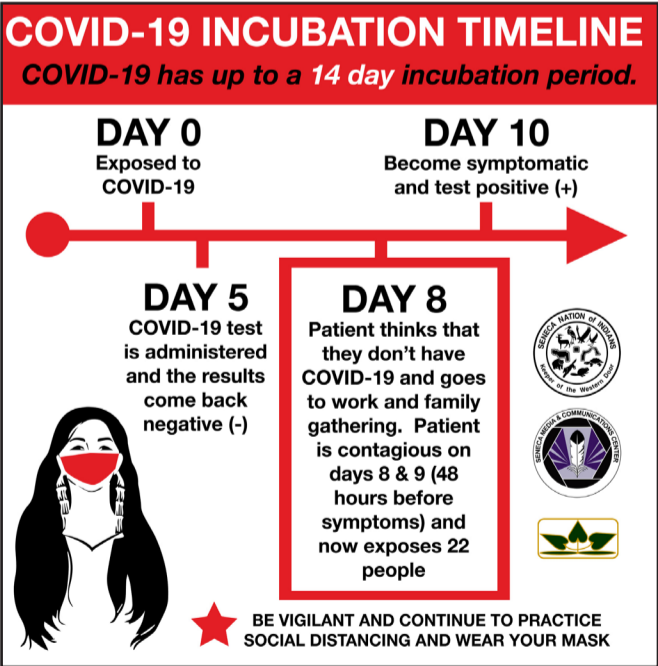 COVID-19 INCUBATION TIMELINE
COVID-19 has up to a 14 day incubation period.
DAY 0
Exposed to
COVID-19
DAY 10
Become symptomatic
and test positive (+)
DAY 5
COVID-19 test
is administered
and the results
come back
negative (-)
DAY 8
Patient thinks that
they don’t have
COVID-19 and goes
to work and family
gathering. Patient
is contagious on
days 8 & 9 (48
hours before
symptoms) and
now exposes 22
people
SENECA NATION of INDIANS
Keeper of the Western Door
SENECA MEDIA & COMMUNICATIONS CENTER
BE VIGILANT AND CONTINUE TO PRACTICE
SOCIAL DISTANCING AND WEAR YOUR MASK